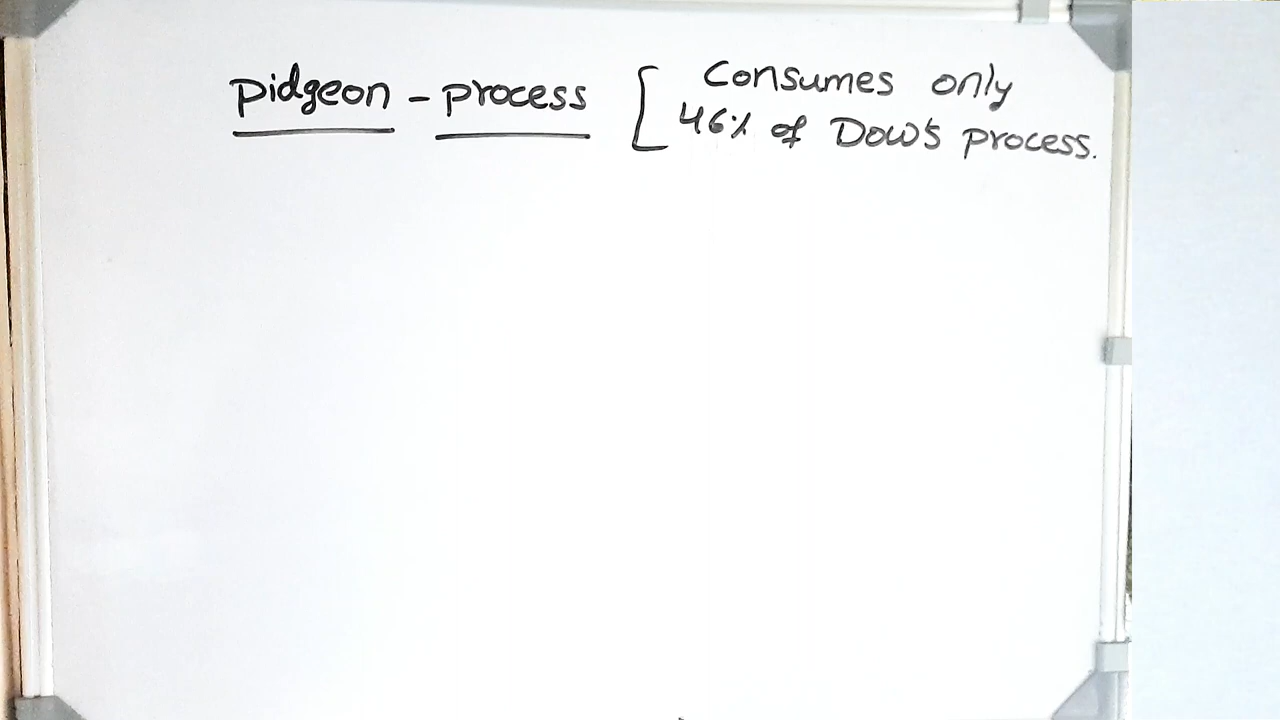 pidgeon - process [ Consumes only
46% of Dow's process.